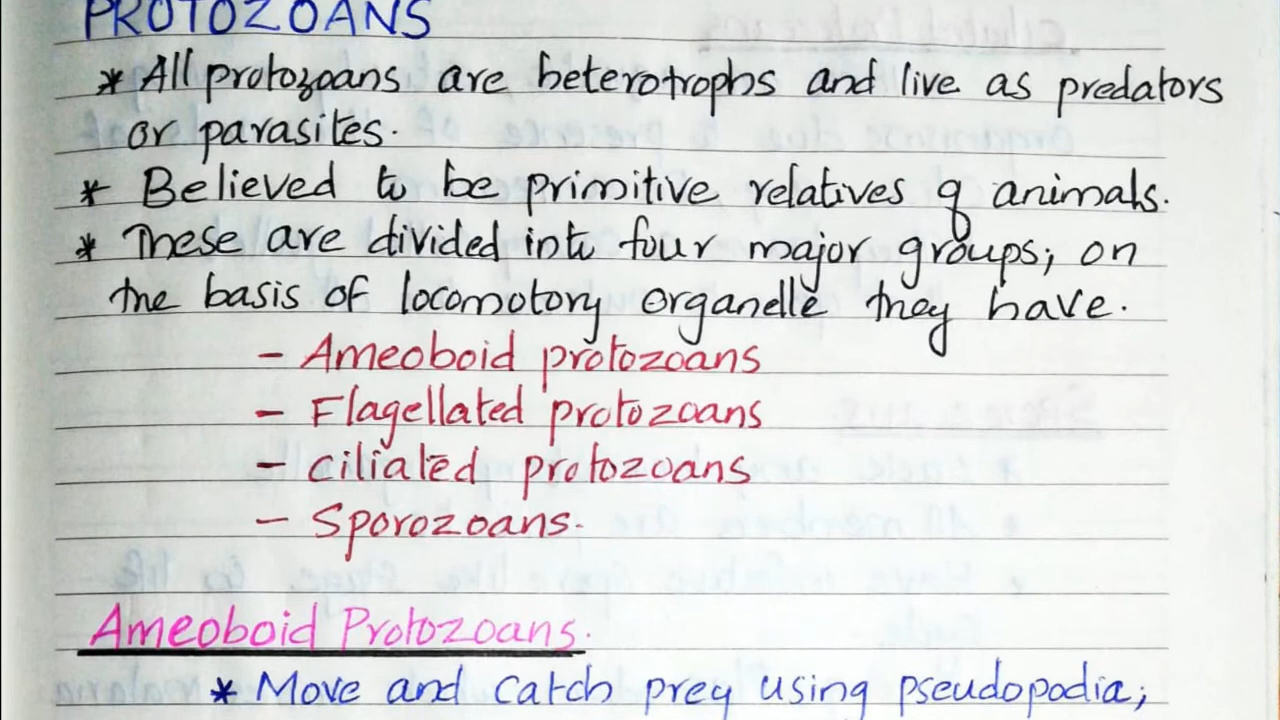 PROTOZOANS
* All protozoans are heterotrophs and live as predators
or parasites.
* Believed to be primitive relatives of animals.
* These are divided into four major groups; on
the basis of locomotory organelle they have.
- Ameoboid protozoans
- Flagellated protozoans
- ciliated protozoans
- Sporozoans.
Ameoboid Protozoans.
* Move and catch prey using pseudopodia;